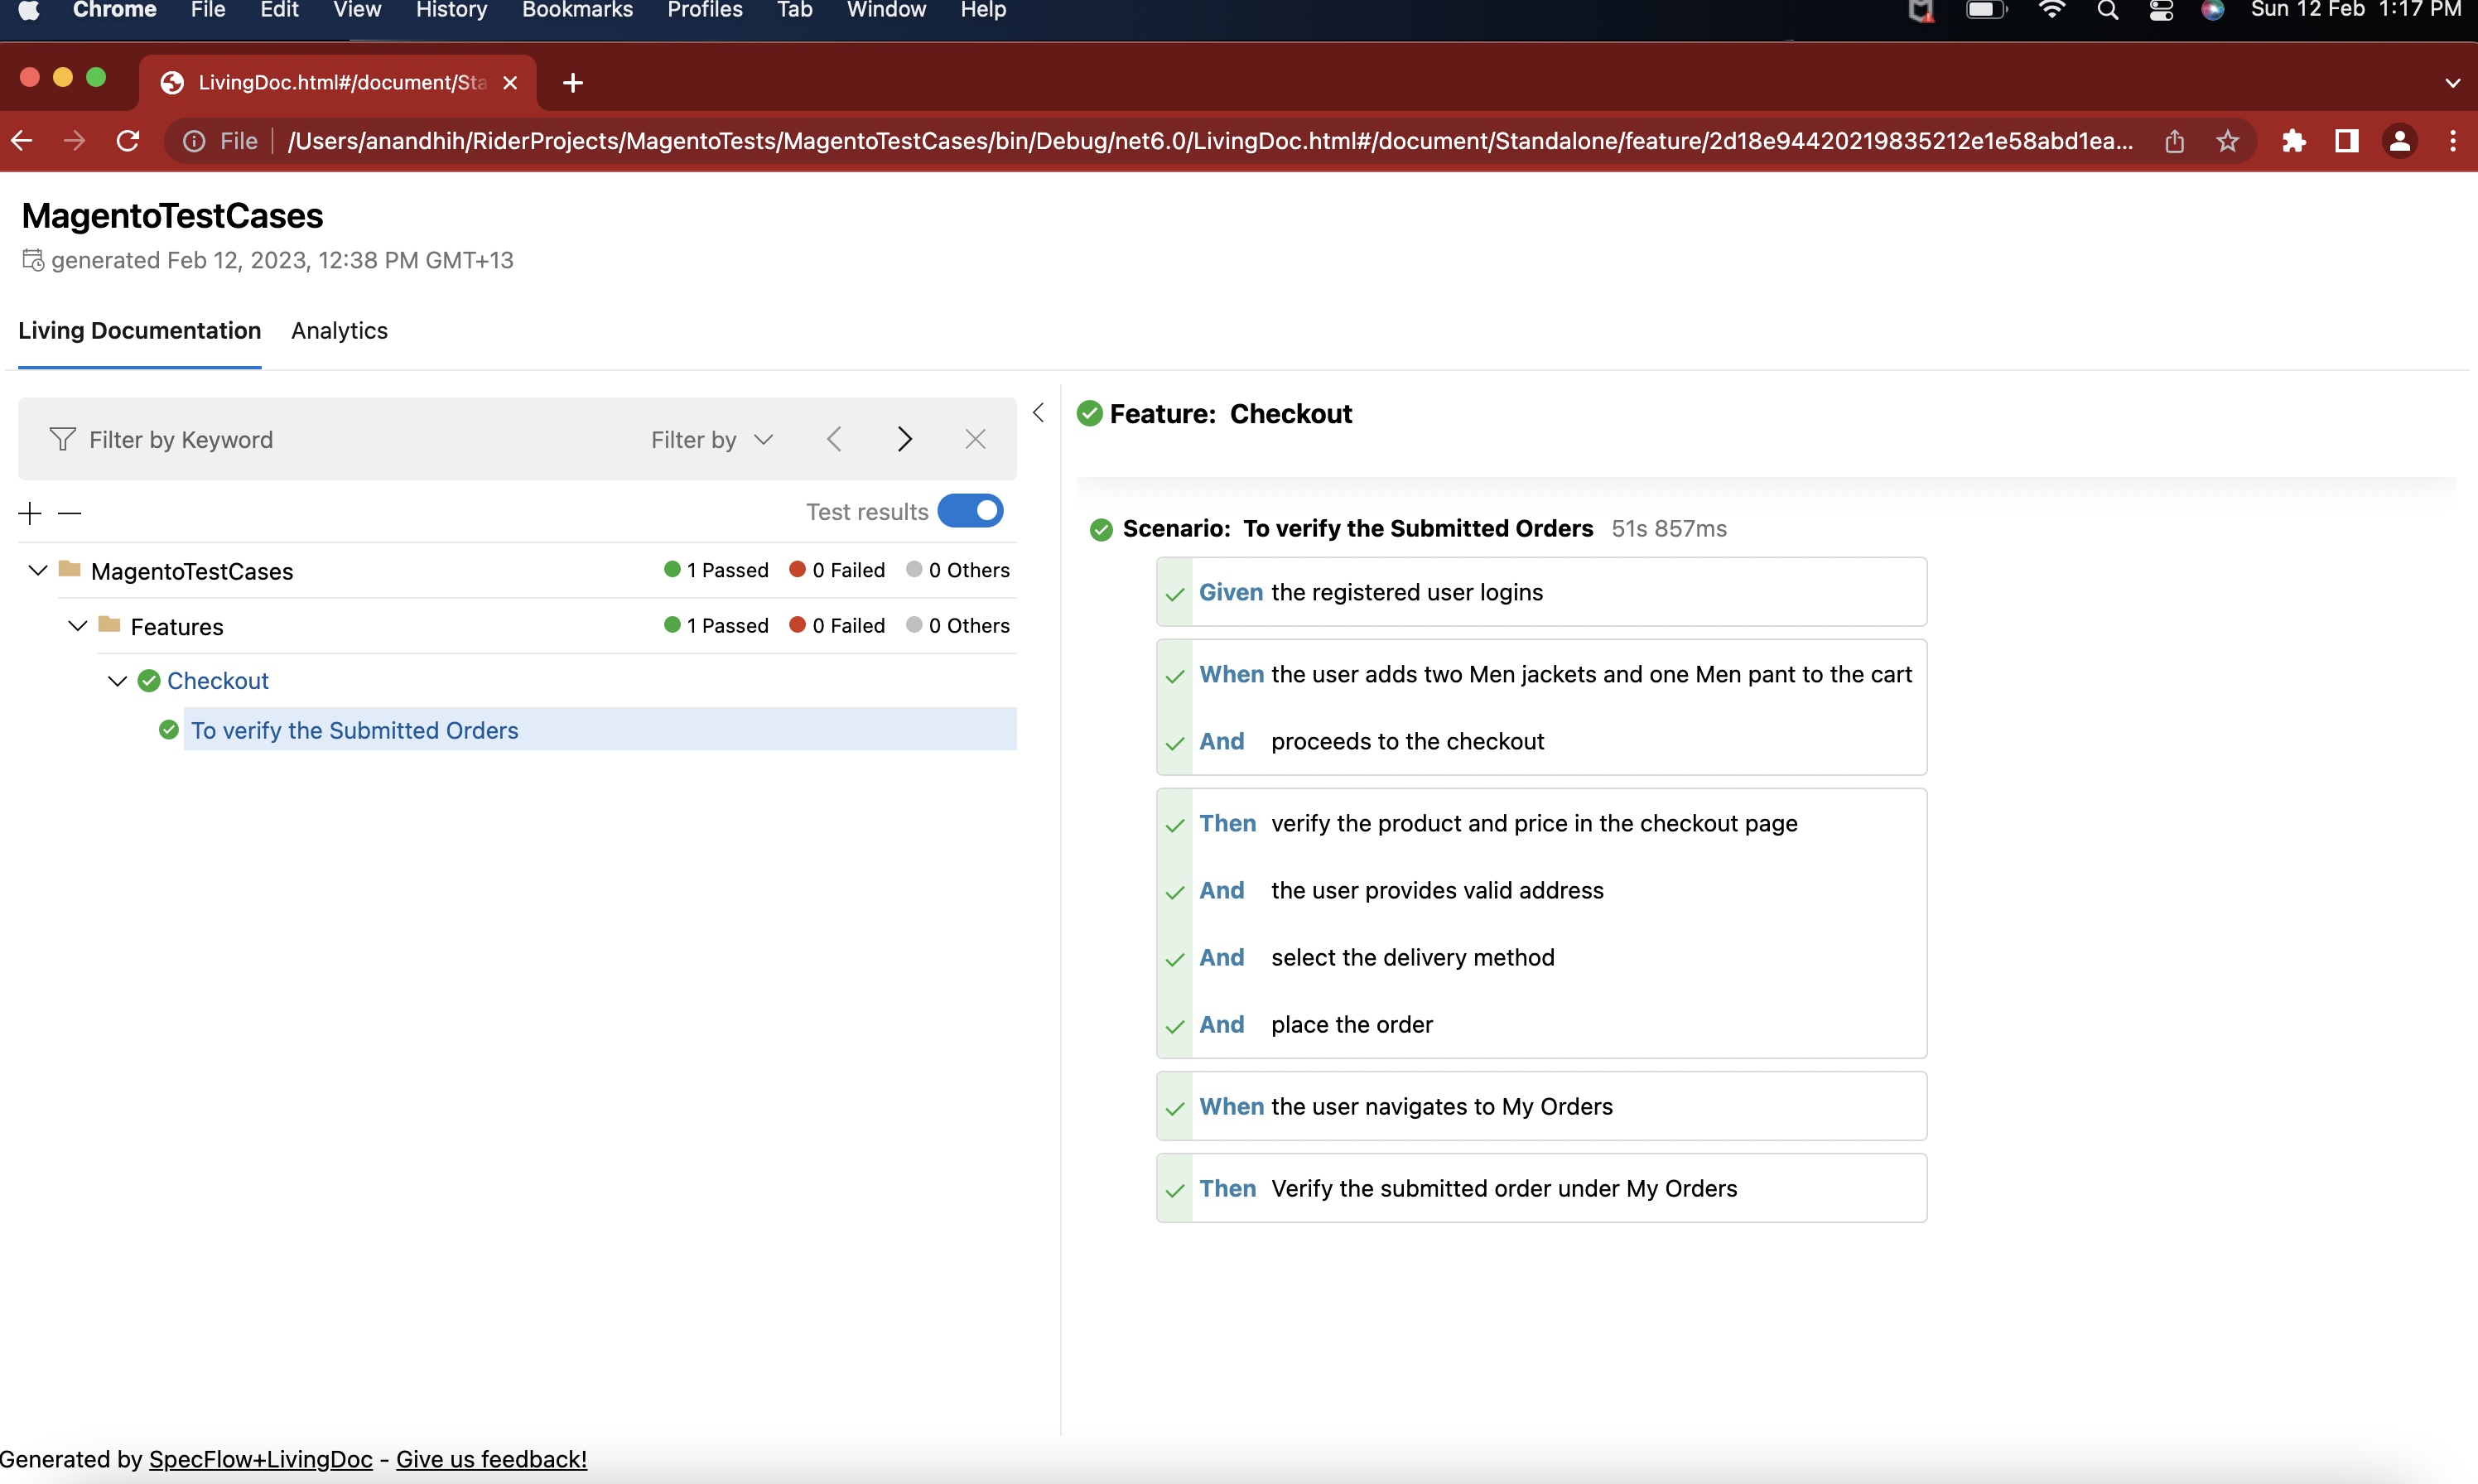 Chrome File Edit View History Bookmarks Profiles Tab Window Help Sun 12 Feb 1:17 PM
LivingDoc.html#/document/Sta
File /Users/anandhih/RiderProjects/MagentoTests/MagentoTestCases/bin/Debug/net6.0/LivingDoc.html#/document/Standalone/feature/2d18e94420219835212e1e58abd1ea...
MagentoTestCases
generated Feb 12, 2023, 12:38 PM GMT+13
Living Documentation Analytics
Filter by Keyword Filter by
Test results
MagentoTestCases 1 Passed 0 Failed 0 Others
Features 1 Passed 0 Failed 0 Others
Checkout
To verify the Submitted Orders
Feature: Checkout
Scenario: To verify the Submitted Orders 51s 857ms
Given the registered user logins
When the user adds two Men jackets and one Men pant to the cart
And proceeds to the checkout
Then verify the product and price in the checkout page
And the user provides valid address
And select the delivery method
And place the order
When the user navigates to My Orders
Then Verify the submitted order under My Orders
Generated by SpecFlow+LivingDoc - Give us feedback!